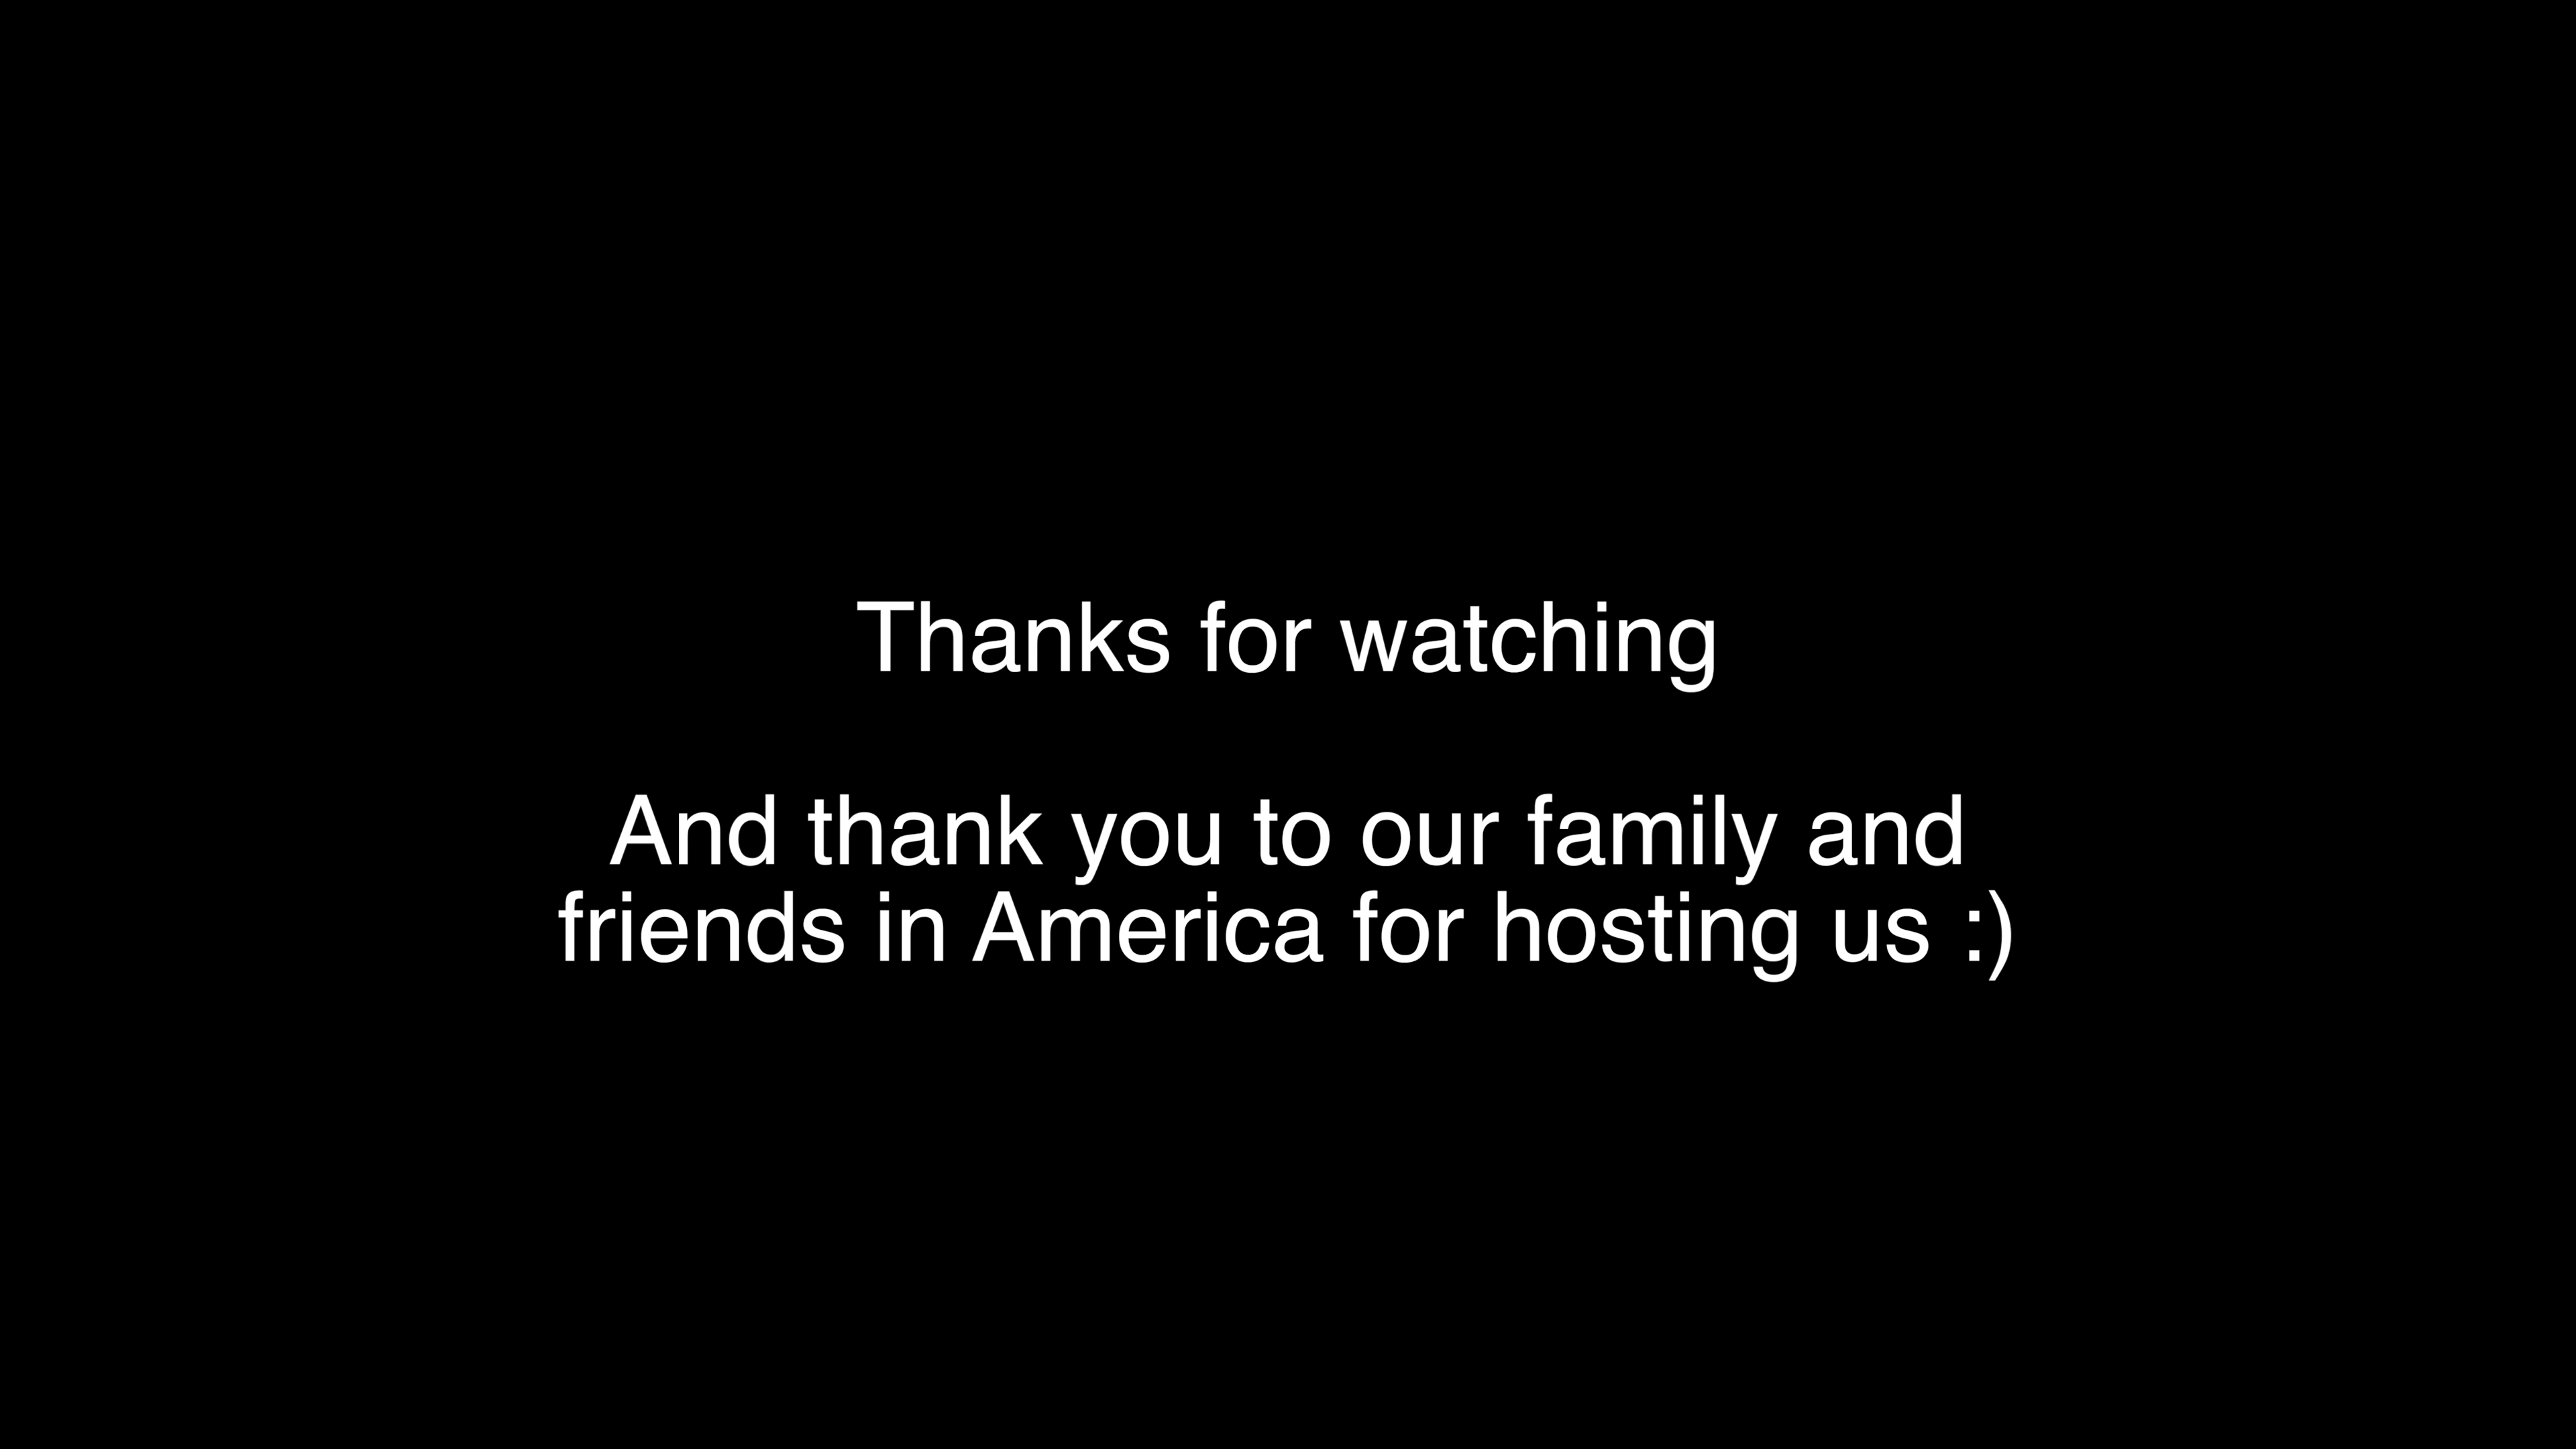 Thanks for watching
And thank you to our family and
friends in America for hosting us :)